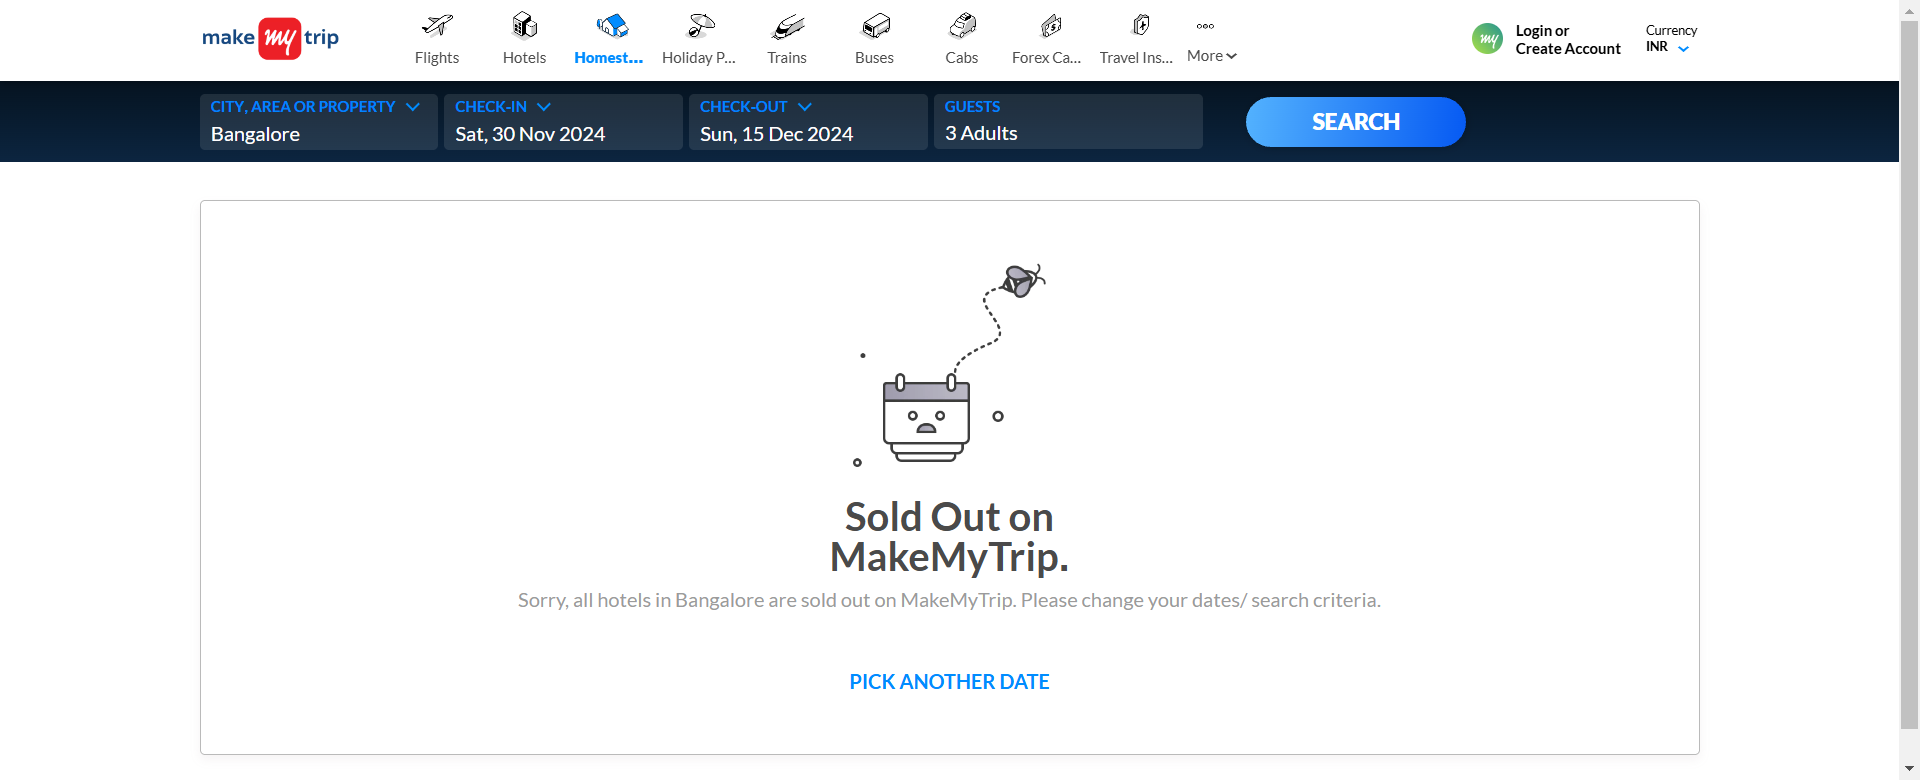 make my trip
Flights
Hotels
Homest...
Holiday P...
Trains
Buses
Cabs
Forex Ca...
Travel Ins...
More
my
Login or
Create Account
Currency
INR
CITY, AREA OR PROPERTY
Bangalore
CHECK-IN
Sat, 30 Nov 2024
CHECK-OUT
Sun, 15 Dec 2024
GUESTS
3 Adults
SEARCH
Sold Out on
MakeMyTrip.
Sorry, all hotels in Bangalore are sold out on MakeMyTrip. Please change your dates/ search criteria.
PICK ANOTHER DATE